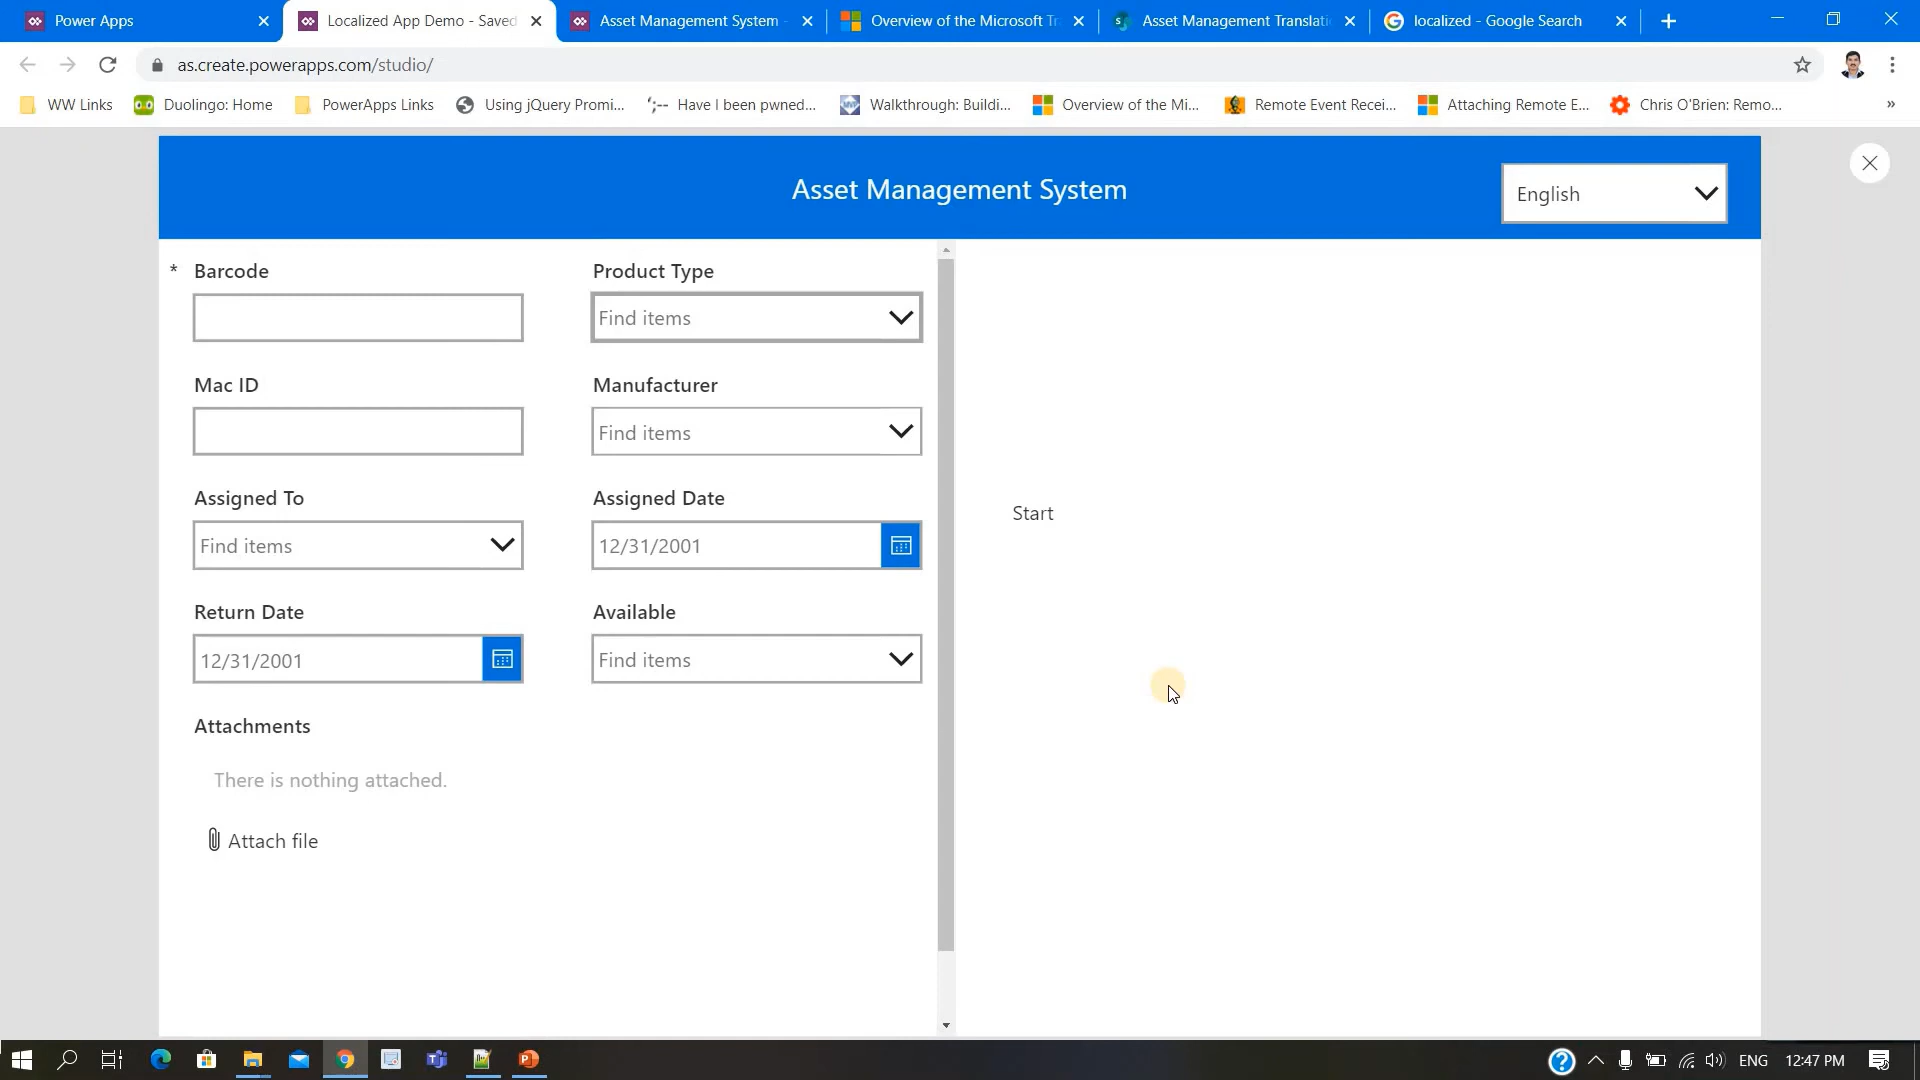 Power Apps
Localized App Demo - Saved
Asset Management System -
Overview of the Microsoft Tr
Asset Management Translati
localized - Google Search
as.create.powerapps.com/studio/
WW Links
Duolingo: Home
PowerApps Links
Using jQuery Promi...
Have I been pwned...
Walkthrough: Buildi...
Overview of the Mi...
Remote Event Recei...
Attaching Remote E...
Chris O'Brien: Remo...
»
Asset Management System
English
* Barcode
Product Type
Find items
Mac ID
Manufacturer
Find items
Assigned To
Assigned Date
Find items
12/31/2001
Start
Return Date
Available
12/31/2001
Find items
Attachments
There is nothing attached.
Attach file
ENG
12:47 PM